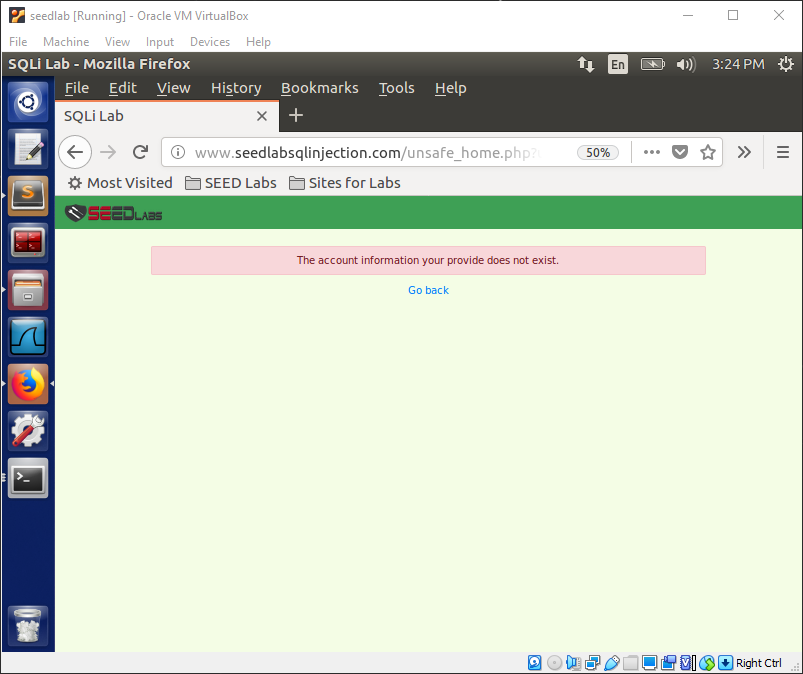 seedlab [Running] - Oracle VM VirtualBox
File Machine View Input Devices Help
SQLi Lab - Mozilla Firefox En 3:24 PM
File Edit View History Bookmarks Tools Help
SQLi Lab
www.seedlabsqlinjection.com/unsafe_home.php? 50%
Most Visited SEED Labs Sites for Labs
SEEDLABS
The account information your provide does not exist.
Go back
Right Ctrl